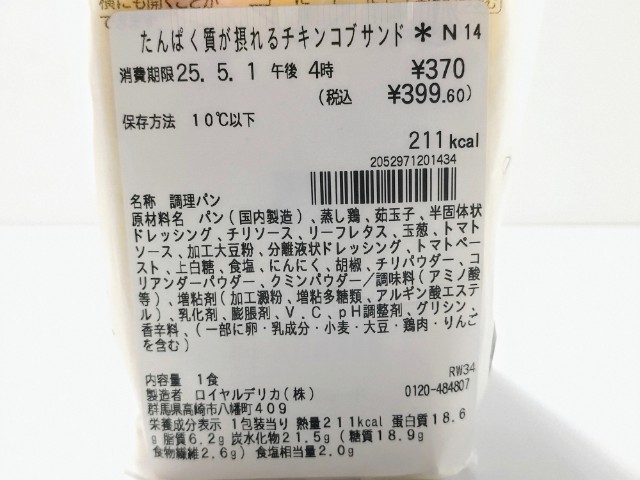 横にも開くことが
たんぱく質が摂れるチキンコブサンド * N 14
消費期限25. 5. 1 午後 4時 ¥370
(税込 ¥399.60)
保存方法 10℃以下
211kcal
2052971201434
名称 調理パン
原材料名 パン(国内製造)、蒸し鶏、茹玉子、半固体状
ドレッシング、チリソース、リーフレタス、玉葱、トマト
ソース、加工大豆粉、分離液状ドレッシング、トマトペー
スト、上白糖、食塩、にんにく、胡椒、チリパウダー、コ
リアンダーパウダー、クミンパウダー/調味料(アミノ酸
等)、増粘剤(加工澱粉、増粘多糖類、アルギン酸エステ
ル)、乳化剤、膨脹剤、V.C、pH調整剤、グリシン、
香辛料、(一部に卵・乳成分・小麦・大豆・鶏肉・りんご
を含む)
内容量 1食 RW34
製造者 ロイヤルデリカ(株) 0120-484807
群馬県高崎市八幡町409
栄養成分表示 1包装当り 熱量211kcal 蛋白質18.6
g 脂質6.2g 炭水化物21.5g(糖質18.9g
食物繊維2.6g) 食塩相当量2.0g